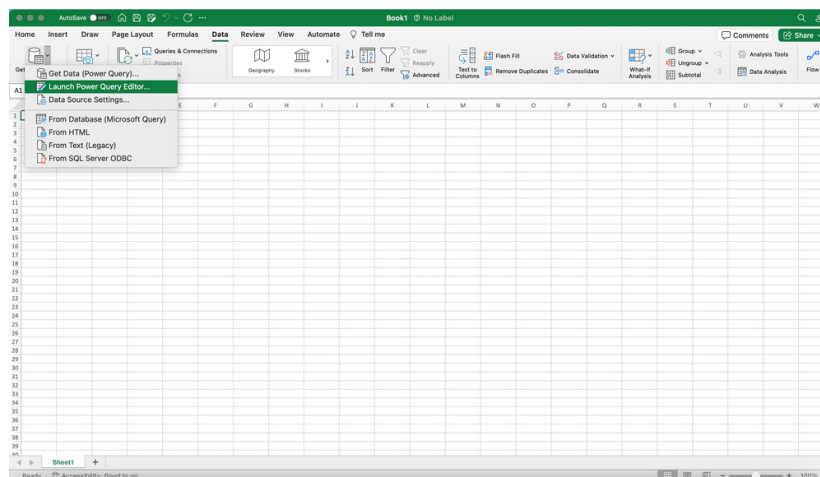 AutoSave OFF Book1 No Label
Home Insert Draw Page Layout Formulas Data Review View Automate Tell me Comments Share
Queries & Connections
Properties
Geography
Stocks
Sort
Filter
Clear
Reapply
Advanced
Text to Columns
Flash Fill
Remove Duplicates
Data Validation
Consolidate
What-If Analysis
Group
Ungroup
Subtotal
Analysis Tools
Data Analysis
Flow
Get Data (Power Query)...
Launch Power Query Editor...
Data Source Settings...
From Database (Microsoft Query)
From HTML
From Text (Legacy)
From SQL Server ODBC
A1
E F G H I J K L M N O P Q R S T U V W
1
2
3
4
5
6
7
8
9
10
11
12
13
14
15
16
17
18
19
20
21
22
23
24
25
26
27
28
29
30
31
32
33
34
35
36
37
38
39
40
Sheet1 +
Ready Accessibility: Good to go 100%